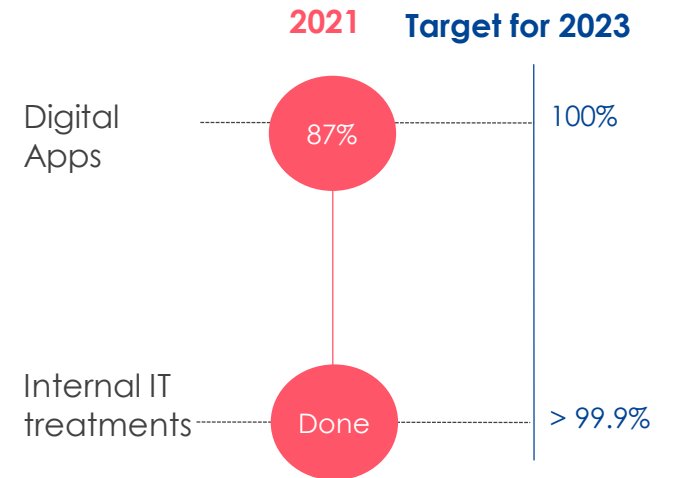 2021 Target for 2023
Digital
Apps
87%
100%
Internal IT
treatments
Done
> 99.9%